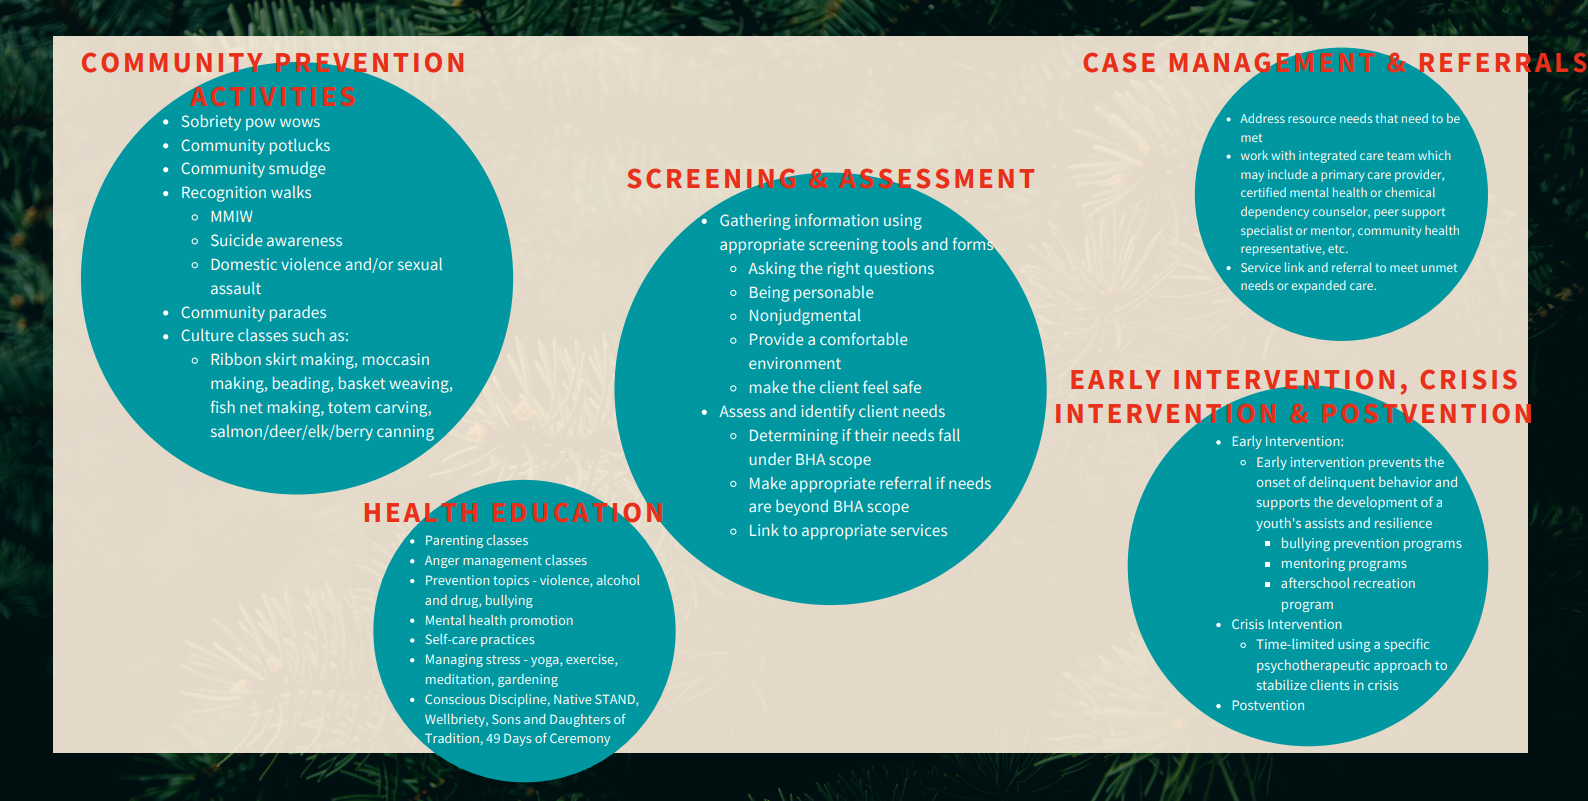 COMMUNITY PREVENTION
ACTIVITIES
Sobriety pow wows
Community potlucks
Community smudge
Recognition walks
MMIW
Suicide awareness
Domestic violence and/or sexual
assault
Community parades
Culture classes such as:
Ribbon skirt making, moccasin
making, beading, basket weaving,
fish net making, totem carving,
salmon/deer/elk/berry canning
HEALTH EDUCATION
Parenting classes
Anger management classes
Prevention topics - violence, alcohol
and drug, bullying
Mental health promotion
Self-care practices
Managing stress - yoga, exercise,
meditation, gardening
Conscious Discipline, Native STAND,
Wellbriety, Sons and Daughters of
Tradition, 49 Days of Ceremony
SCREENING & ASSESSMENT
Gathering information using
appropriate screening tools and forms
Asking the right questions
Being personable
Nonjudgmental
Provide a comfortable
environment
make the client feel safe
Assess and identify client needs
Determining if their needs fall
under BHA scope
Make appropriate referral if needs
are beyond BHA scope
Link to appropriate services
CASE MANAGEMENT & REFERRALS
Address resource needs that need to be
met
work with integrated care team which
may include a primary care provider,
certified mental health or chemical
dependency counselor, peer support
specialist or mentor, community health
representative, etc.
Service link and referral to meet unmet
needs or expanded care.
EARLY INTERVENTION, CRISIS
INTERVENTION & POSTVENTION
Early Intervention:
Early intervention prevents the
onset of delinquent behavior and
supports the development of a
youth's assists and resilience
bullying prevention programs
mentoring programs
afterschool recreation
program
Crisis Intervention
Time-limited using a specific
psychotherapeutic approach to
stabilize clients in crisis
Postvention